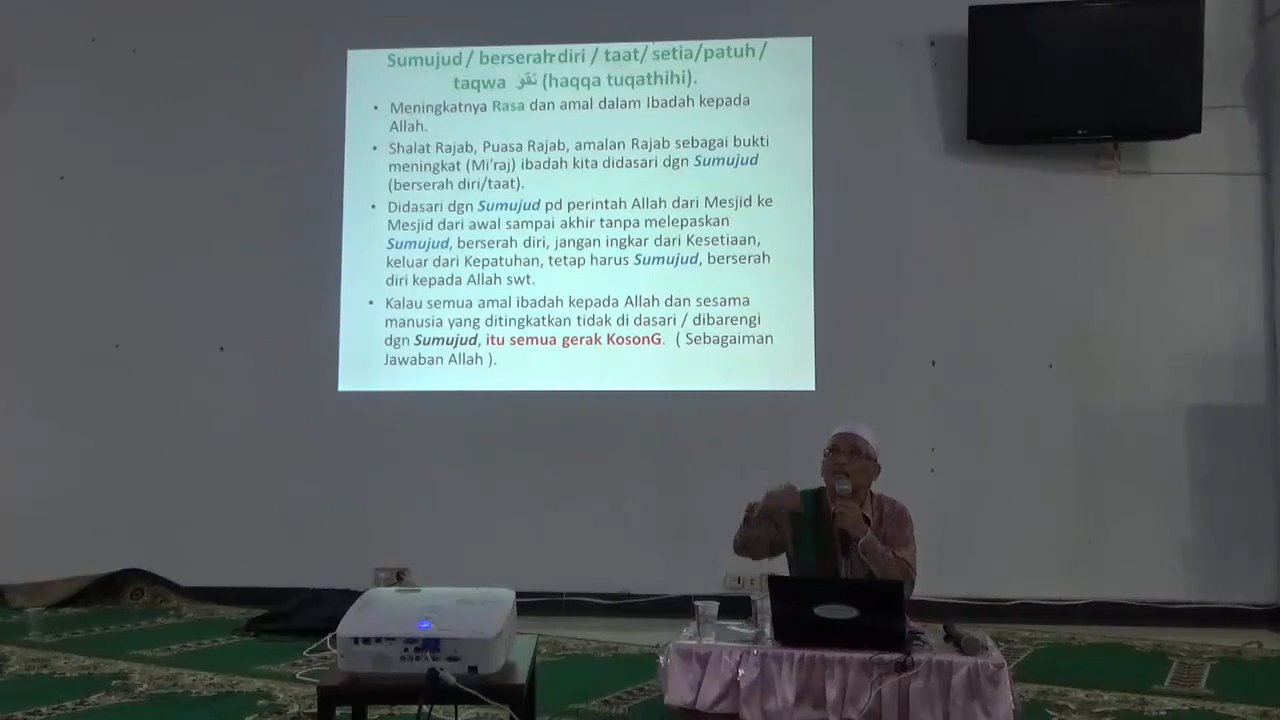 Sumujud / berserah diri / taat/ setia/patuh /
taqwa تقو (haqqa tuqathihi).
• Meningkatnya Rasa dan amal dalam Ibadah kepada
Allah.
• Shalat Rajab, Puasa Rajab, amalan Rajab sebagai bukti
meningkat (Mi'raj) ibadah kita didasari dgn Sumujud
(berserah diri/taat).
• Didasari dgn Sumujud pd perintah Allah dari Mesjid ke
Mesjid dari awal sampai akhir tanpa melepaskan
Sumujud, berserah diri, jangan ingkar dari Kesetiaan,
keluar dari Kepatuhan, tetap harus Sumujud, berserah
diri kepada Allah swt.
• Kalau semua amal ibadah kepada Allah dan sesama
manusia yang ditingkatkan tidak di dasari / dibarengi
dgn Sumujud, itu semua gerak KosonG. ( Sebagaiman
Jawaban Allah ).
LG